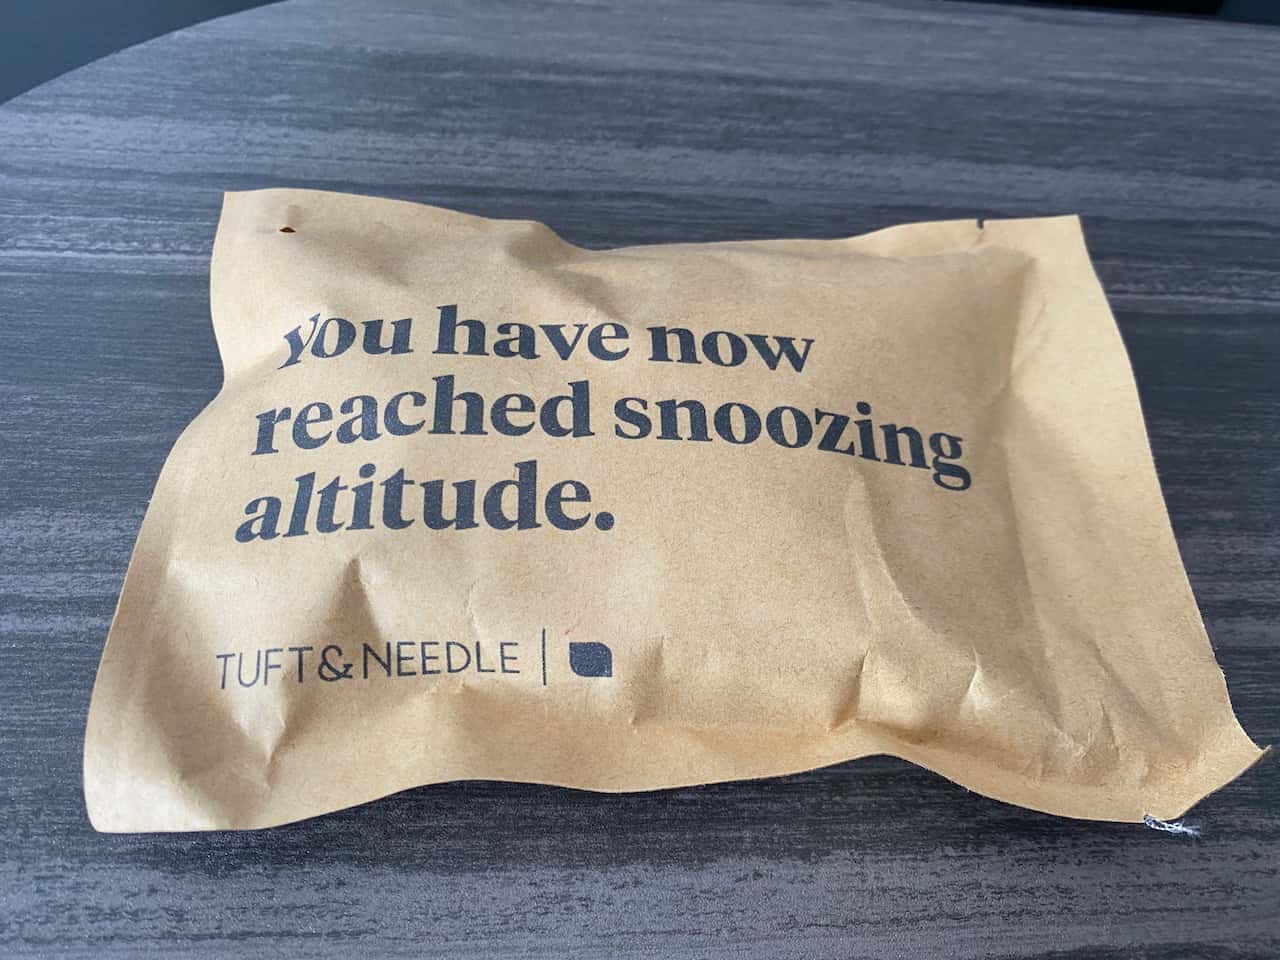 you have now
reached snoozing
altitude.
TUFT&NEEDLE